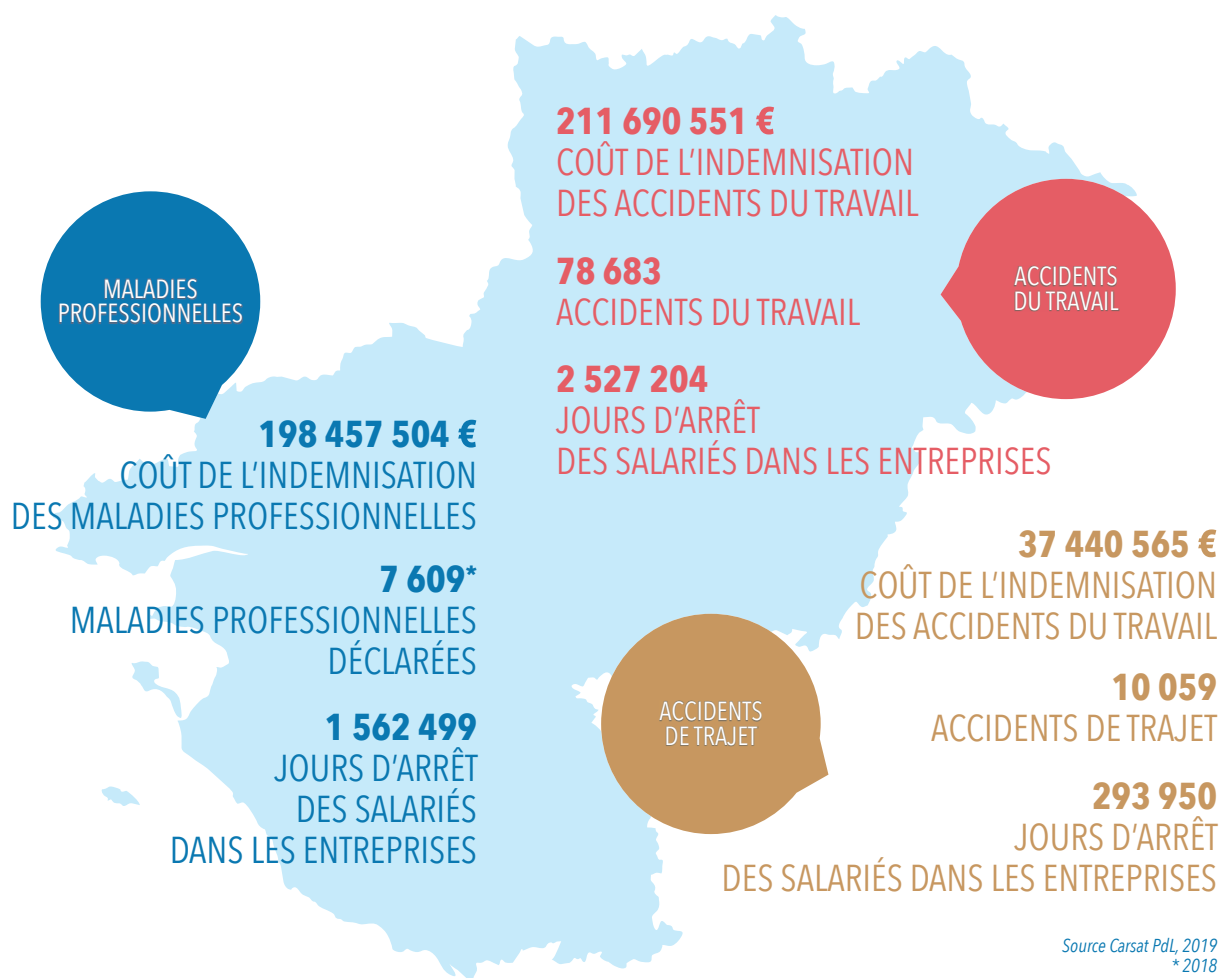 211 690 551 €
COÛT DE L'INDEMNISATION
DES ACCIDENTS DU TRAVAIL
78 683
ACCIDENTS DU TRAVAIL
2 527 204
JOURS D'ARRÊT
DES SALARIÉS DANS LES ENTREPRISES
ACCIDENTS
DU TRAVAIL
MALADIES
PROFESSIONNELLES
198 457 504 €
COÛT DE L'INDEMNISATION
DES MALADIES PROFESSIONNELLES
7 609*
MALADIES PROFESSIONNELLES
DÉCLARÉES
1 562 499
JOURS D'ARRÊT
DES SALARIÉS
DANS LES ENTREPRISES
ACCIDENTS
DE TRAJET
37 440 565 €
COÛT DE L'INDEMNISATION
DES ACCIDENTS DU TRAVAIL
10 059
ACCIDENTS DE TRAJET
293 950
JOURS D'ARRÊT
DES SALARIÉS DANS LES ENTREPRISES
Source Carsat PdL, 2019
* 2018